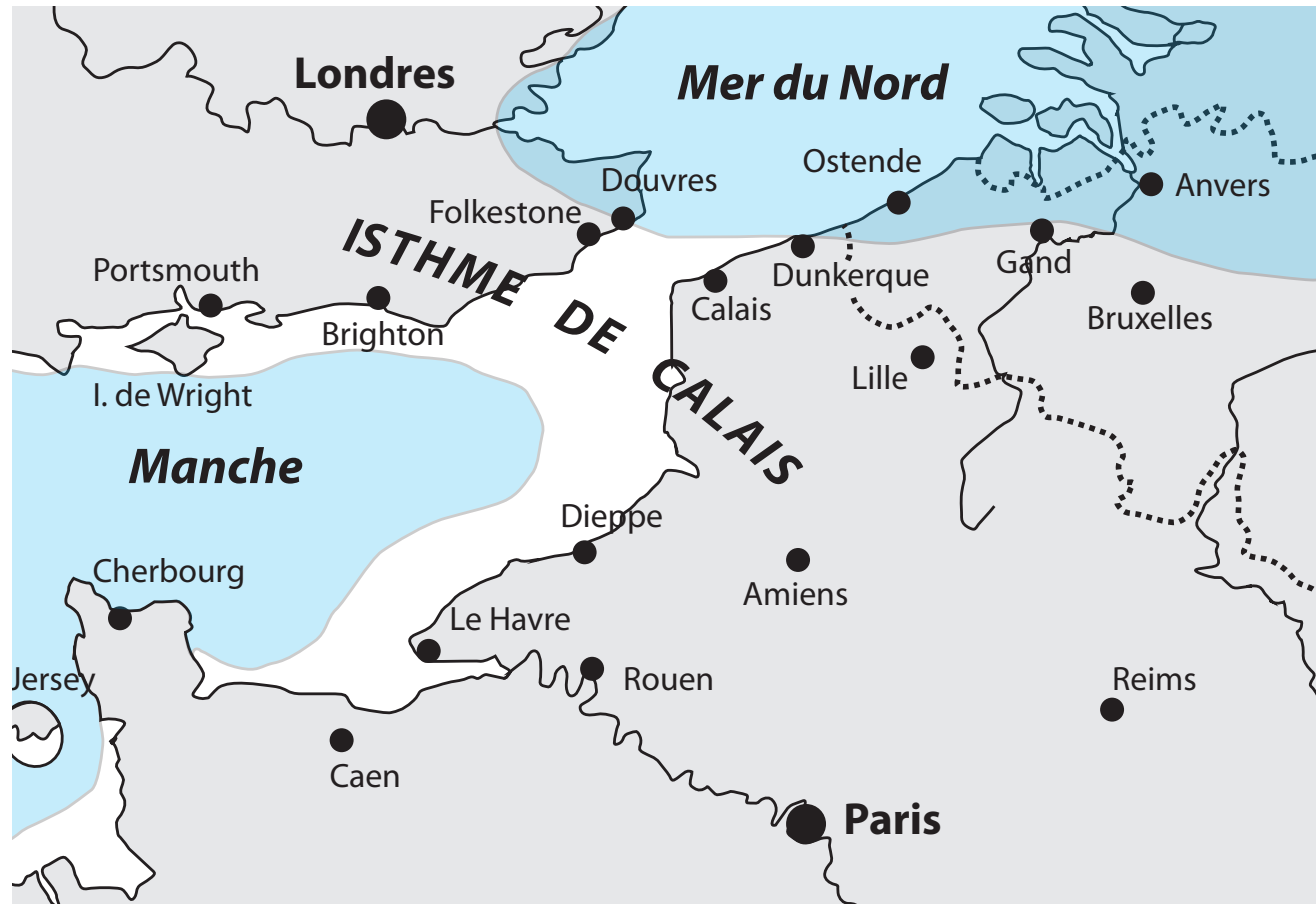 Londres
Mer du Nord
Ostende
Douvres
Anvers
Folkestone
ISTHME DE CALAIS
Portsmouth
Dunkerque
Gand
Calais
Bruxelles
Brighton
Lille
I. de Wright
Manche
Dieppe
Cherbourg
Amiens
Le Havre
Jersey
Rouen
Reims
Caen
Paris